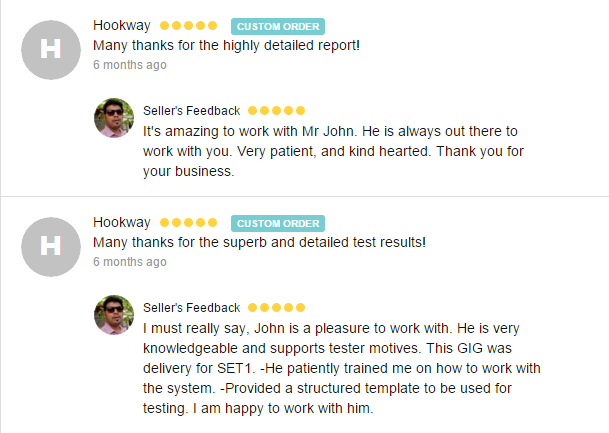 H
Hookway CUSTOM ORDER
Many thanks for the highly detailed report!
6 months ago
Seller's Feedback
It's amazing to work with Mr John. He is always out there to
work with you. Very patient, and kind hearted. Thank you for
your business.
H
Hookway CUSTOM ORDER
Many thanks for the superb and detailed test results!
6 months ago
Seller's Feedback
I must really say, John is a pleasure to work with. He is very
knowledgeable and supports tester motives. This GIG was
delivery for SET1. -He patiently trained me on how to work with
the system. -Provided a structured template to be used for
testing. I am happy to work with him.